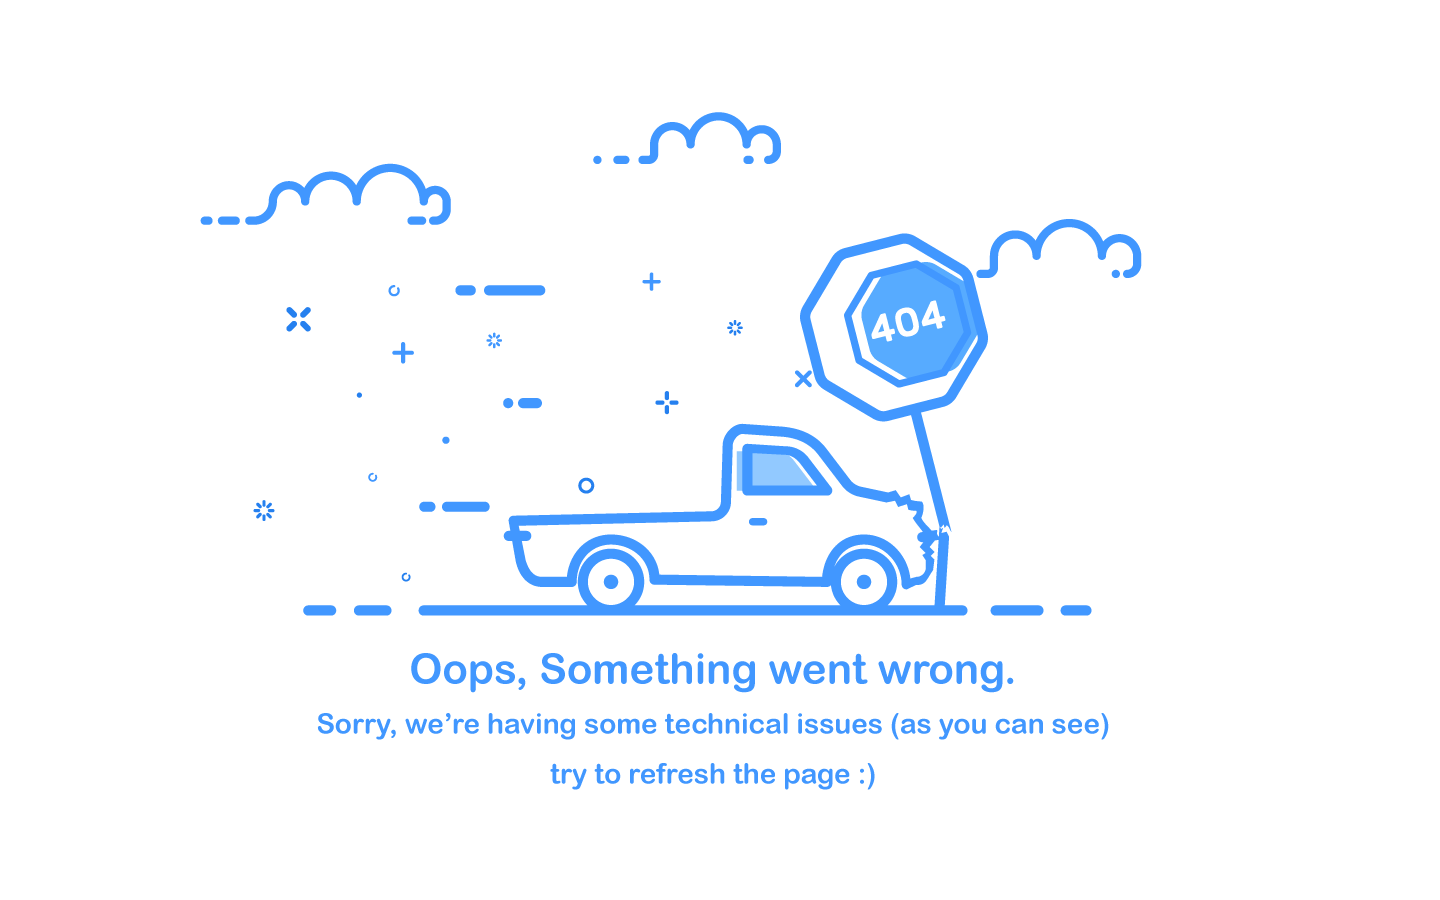 404
Oops, Something went wrong.
Sorry, we’re having some technical issues (as you can see)
try to refresh the page :)